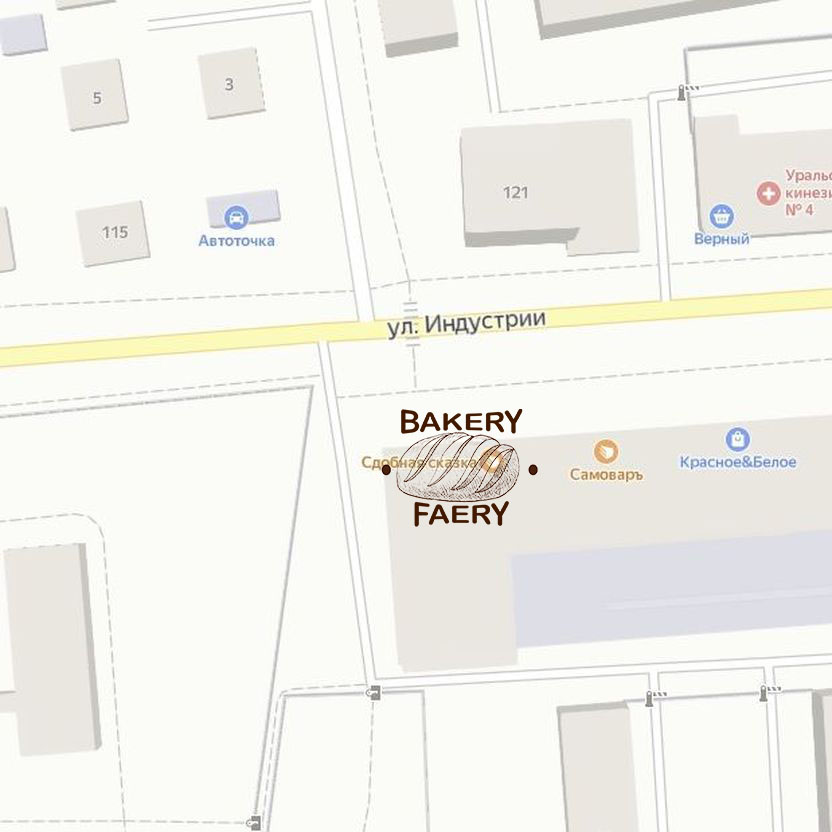 5
3
121
Уральс
кинези
№ 4
115
Автоточка
Верный
ул. Индустрии
BAKERY
Сдобная сказка
FAERY
Самоваръ
Красное&Белое